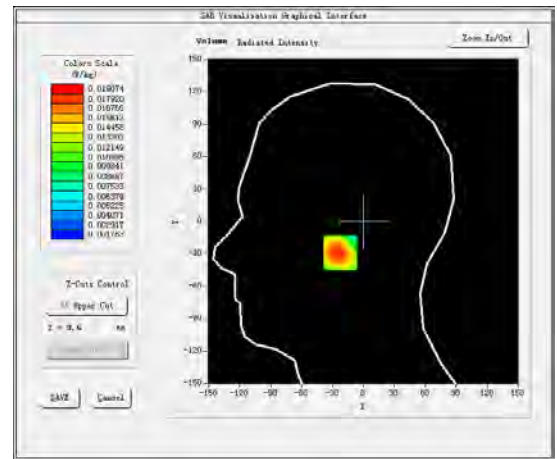 SAR Visualisation Graphical Interface
Volume Radiated Intensity
Zoom In/Out
Colors Scale
(W/kg)
0.019074
0.017920
0.016766
0.015612
0.014458
0.013303
0.012149
0.010995
0.009841
0.008687
0.007533
0.006379
0.005225
0.004071
0.002917
0.001763
150
120
90
60
30
0
-30
-60
-90
-120
-150
Y
-150 -120 -90 -60 -30 0 30 60 90 120 150
X
Z-Cuts Control
Upper Cut
SAVE
Cancel